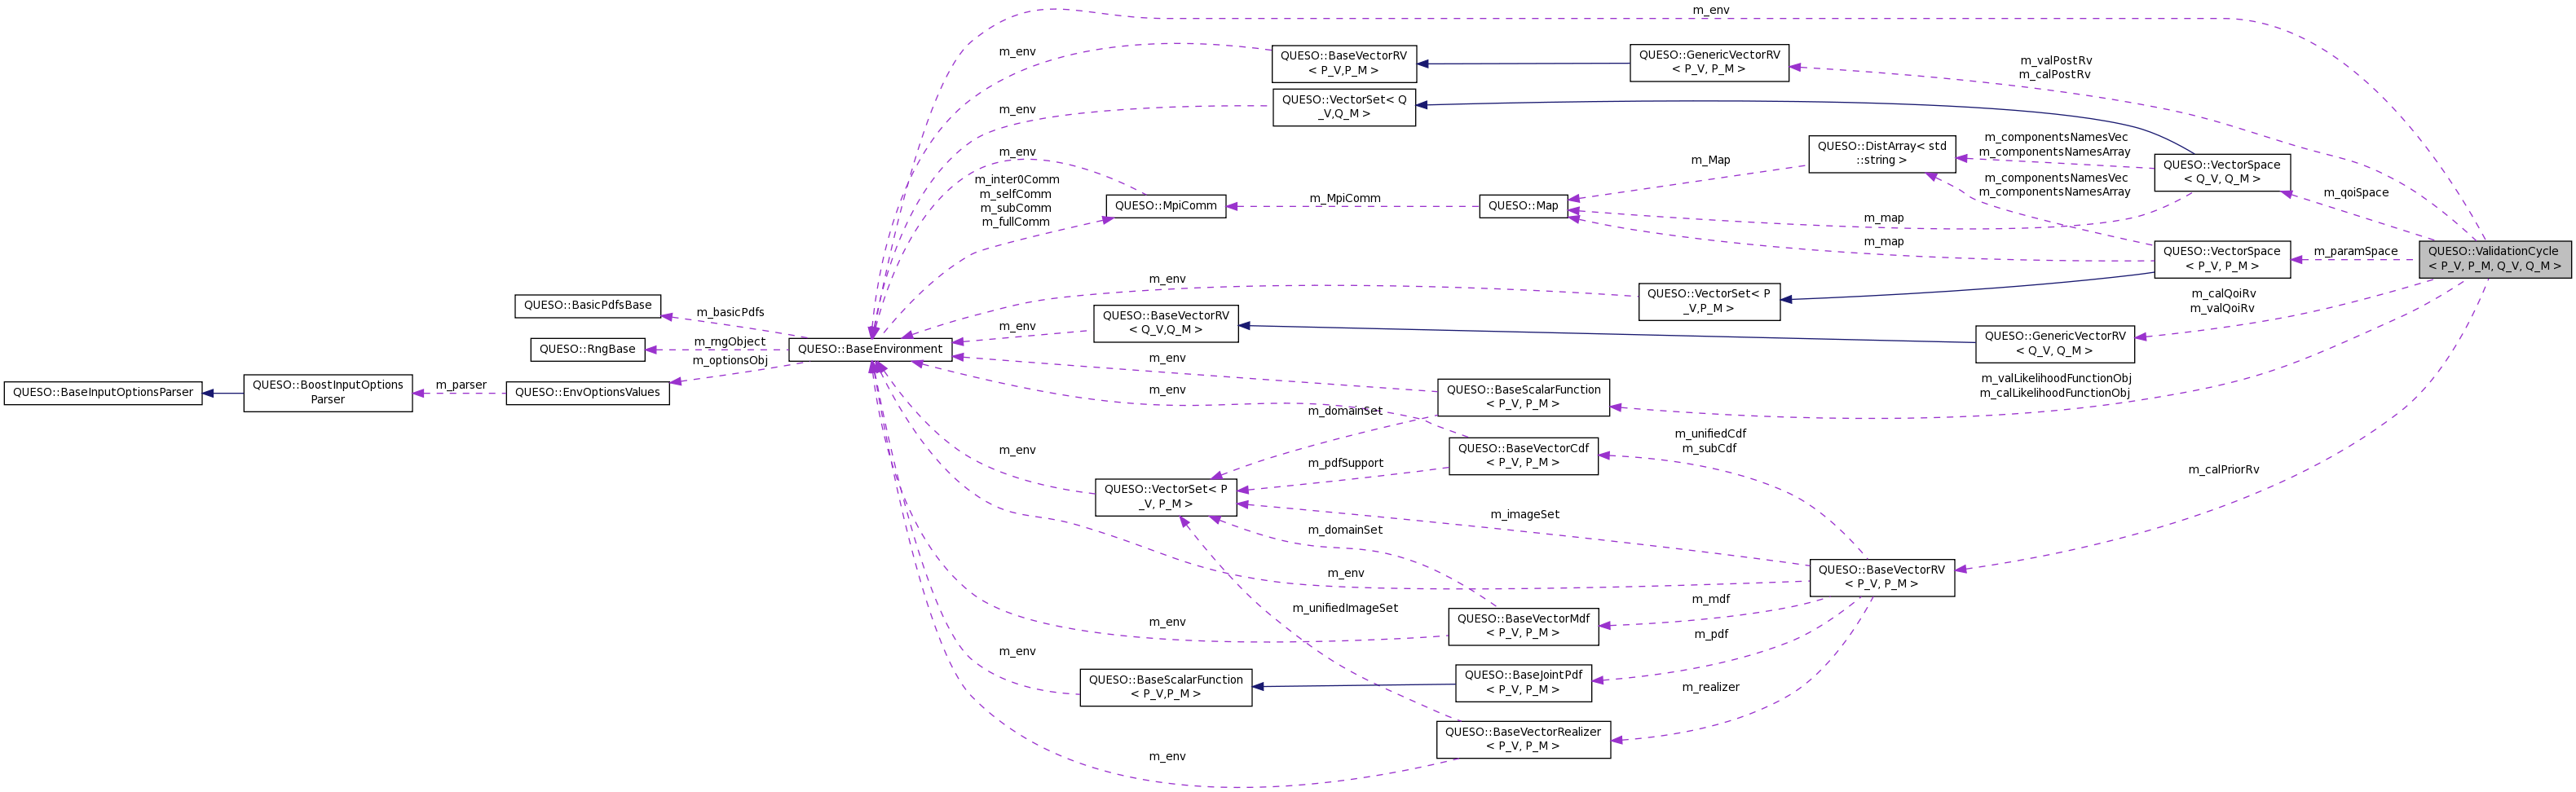 m_env
m_env
QUESO::BaseVectorRV
< P_V,P_M >
QUESO::GenericVectorRV
< P_V, P_M >
m_valPostRv
m_calPostRv
m_env
QUESO::VectorSet< Q
_V,Q_M >
m_env
m_inter0Comm
m_selfComm
m_subComm
m_fullComm
QUESO::MpiComm
m_MpiComm
QUESO::Map
m_Map
QUESO::DistArray< std
::string >
m_componentsNamesVec
m_componentsNamesArray
m_componentsNamesVec
m_componentsNamesArray
m_map
m_map
QUESO::VectorSpace
< Q_V, Q_M >
m_qoiSpace
QUESO::VectorSpace
< P_V, P_M >
m_paramSpace
QUESO::ValidationCycle
< P_V, P_M, Q_V, Q_M >
m_env
QUESO::VectorSet< P
_V,P_M >
m_calQoiRv
m_valQoiRv
QUESO::BasicPdfsBase
m_basicPdfs
m_env
QUESO::BaseVectorRV
< Q_V,Q_M >
QUESO::GenericVectorRV
< Q_V, Q_M >
QUESO::RngBase
m_rngObject
QUESO::BaseEnvironment
m_env
m_optionsObj
QUESO::BaseInputOptionsParser
QUESO::BoostInputOptions
Parser
m_parser
QUESO::EnvOptionsValues
m_env
QUESO::BaseScalarFunction
< P_V, P_M >
m_valLikelihoodFunctionObj
m_calLikelihoodFunctionObj
m_domainSet
m_env
m_pdfSupport
QUESO::BaseVectorCdf
< P_V, P_M >
m_unifiedCdf
m_subCdf
m_calPriorRv
QUESO::VectorSet< P
_V, P_M >
m_imageSet
m_domainSet
m_env
QUESO::BaseVectorRV
< P_V, P_M >
m_unifiedImageSet
m_mdf
m_env
QUESO::BaseVectorMdf
< P_V, P_M >
m_pdf
m_env
QUESO::BaseScalarFunction
< P_V,P_M >
QUESO::BaseJointPdf
< P_V, P_M >
m_realizer
QUESO::BaseVectorRealizer
< P_V, P_M >
m_env